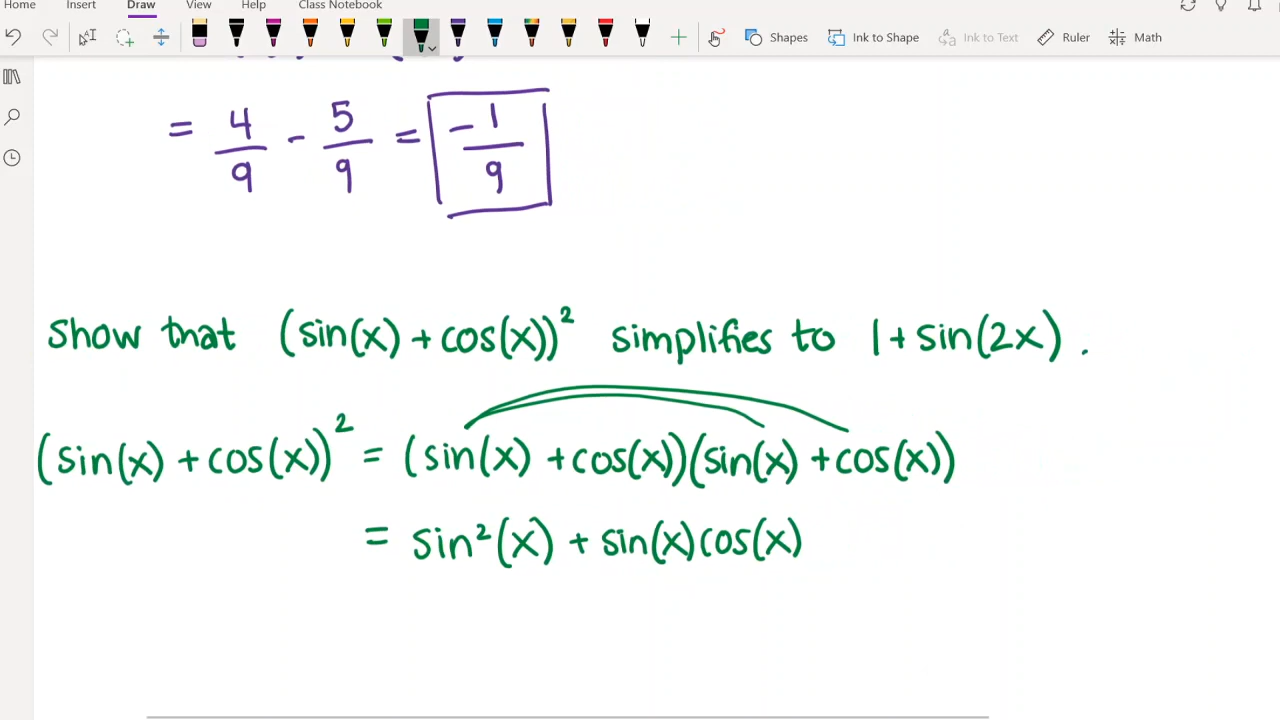 Home Insert Draw View Help Class Notebook
Shapes Ink to Shape Ink to Text Ruler Math
= 4/9 - 5/9 = -1/9
Show that (sin(x) + cos(x))² simplifies to 1 + sin(2x).
(sin(x) + cos(x))² = (sin(x) + cos(x))(sin(x) + cos(x))
= sin²(x) + sin(x)cos(x)